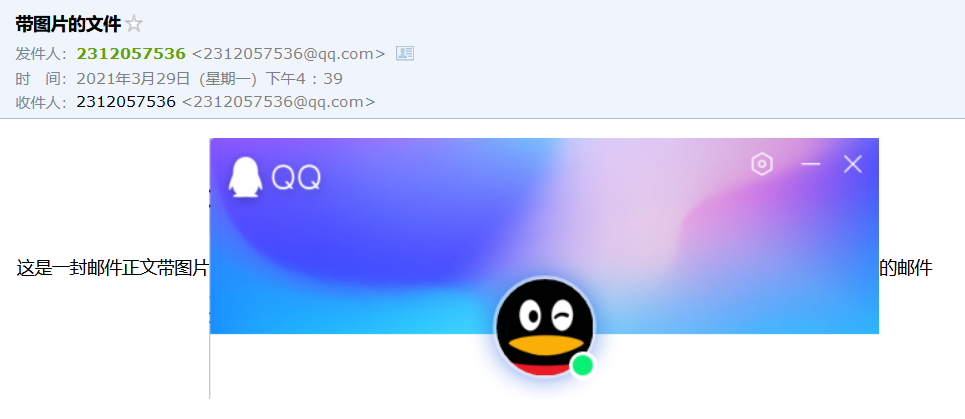 带图片的文件
发件人：2312057536 <2312057536@qq.com>
时 间：2021年3月29日（星期一）下午4：39
收件人：2312057536 <2312057536@qq.com>
QQ
这是一封邮件正文带图片的邮件